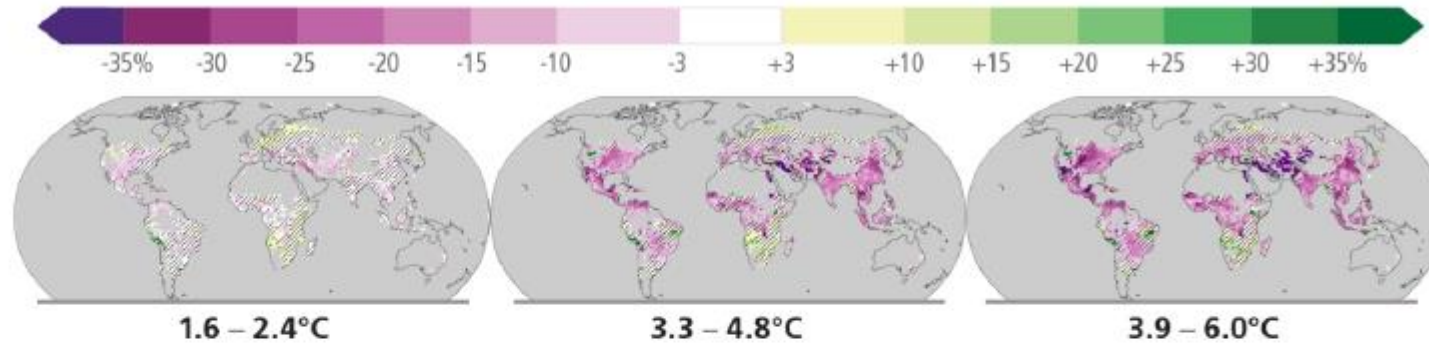 -35% -30 -25 -20 -15 -10 -3 +3 +10 +15 +20 +25 +30 +35%
1.6 – 2.4°C 3.3 – 4.8°C 3.9 – 6.0°C